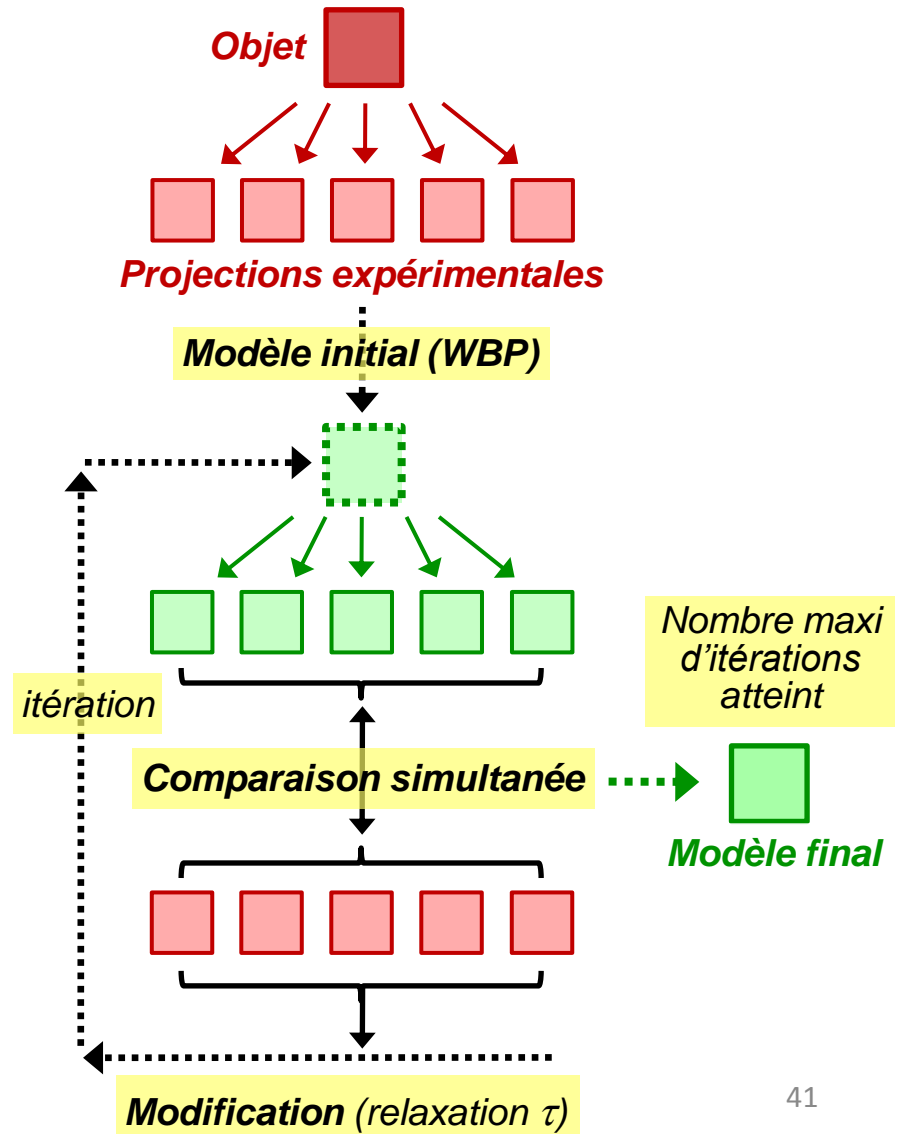 Objet
Projections expérimentales
Modèle initial (WBP)
itération
Nombre maxi
d'itérations
atteint
Comparaison simultanée
Modèle final
Modification (relaxation τ)
41